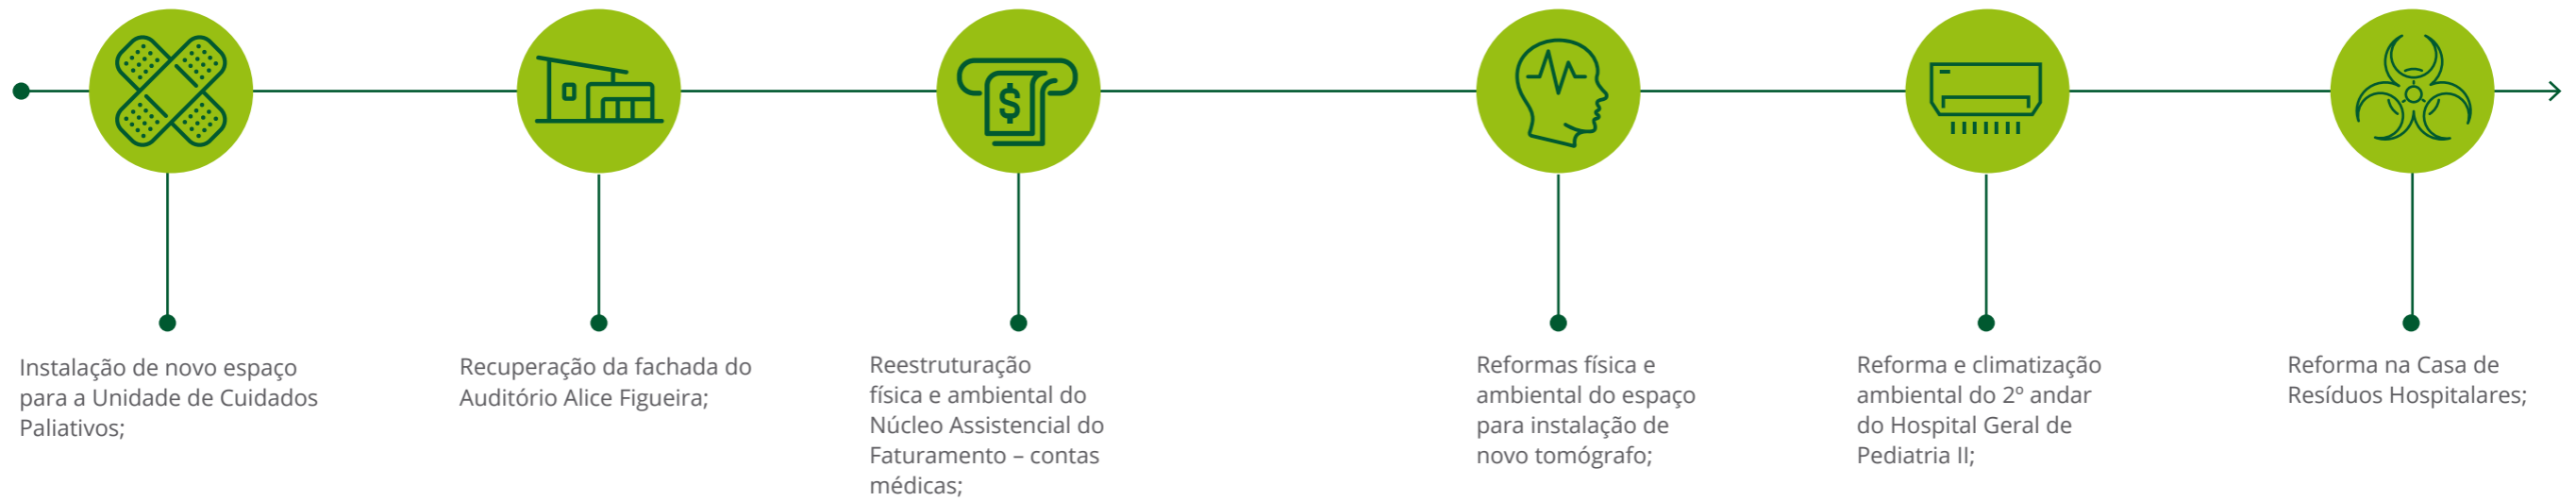 Instalação de novo espaço
para a Unidade de Cuidados
Paliativos;
Recuperação da fachada do
Auditório Alice Figueira;
$
Reestruturação
física e ambiental do
Núcleo Assistencial do
Faturamento – contas
médicas;
Reformas física e
ambiental do espaço
para instalação de
novo tomógrafo;
Reforma e climatização
ambiental do 2º andar
do Hospital Geral de
Pediatria II;
Reforma na Casa de
Resíduos Hospitalares;